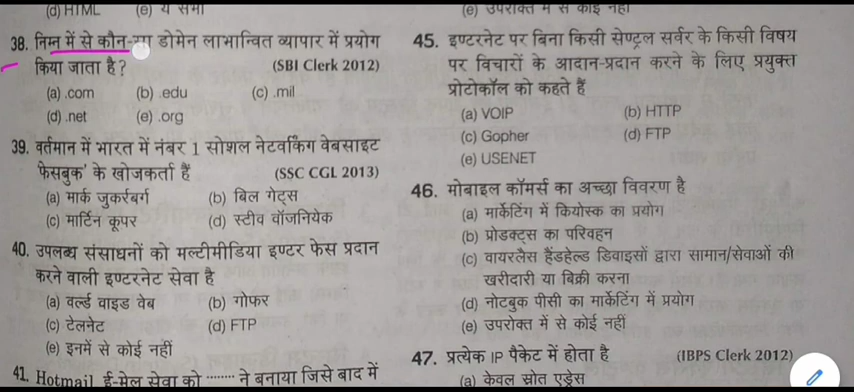 (d) HTML (e) ये सभी
38. निम्न में से कौन-सा डोमेन लाभान्वित व्यापार में प्रयोग
किया जाता है? (SBI Clerk 2012)
(a) .com (b) .edu (c) .mil
(d) .net (e) .org
39. वर्तमान में भारत में नंबर 1 सोशल नेटवर्किंग वेबसाइट
फेसबुक' के खोजकर्ता हैं (SSC CGL 2013)
(a) मार्क जुकर्रबर्ग (b) बिल गेट्स
(c) मार्टिन कूपर (d) स्टीव वॉजनियेक
40. उपलब्ध संसाधनों को मल्टीमीडिया इण्टर फेस प्रदान
करने वाली इण्टरनेट सेवा है
(a) वर्ल्ड वाइड वेब (b) गोफर
(c) टेलनेट (d) FTP
(e) इनमें से कोई नहीं
41. Hotmail ई-मेल सेवा को ........ ने बनाया जिसे बाद में
(e) उपरोक्त में से कोई नहीं
45. इण्टरनेट पर बिना किसी सेण्ट्रल सर्वर के किसी विषय
पर विचारों के आदान-प्रदान करने के लिए प्रयुक्त
प्रोटोकॉल को कहते हैं
(a) VOIP (b) HTTP
(c) Gopher (d) FTP
(e) USENET
46. मोबाइल कॉमर्स का अच्छा विवरण है
(a) मार्केटिंग में कियोस्क का प्रयोग
(b) प्रोडक्ट्स का परिवहन
(c) वायरलैस हैंडहेल्ड डिवाइसों द्वारा सामान/सेवाओं की
खरीदारी या बिक्री करना
(d) नोटबुक पीसी का मार्केटिंग में प्रयोग
(e) उपरोक्त में से कोई नहीं
47. प्रत्येक IP पैकेट में होता है (IBPS Clerk 2012)
(a) केवल स्रोत एड्रेस